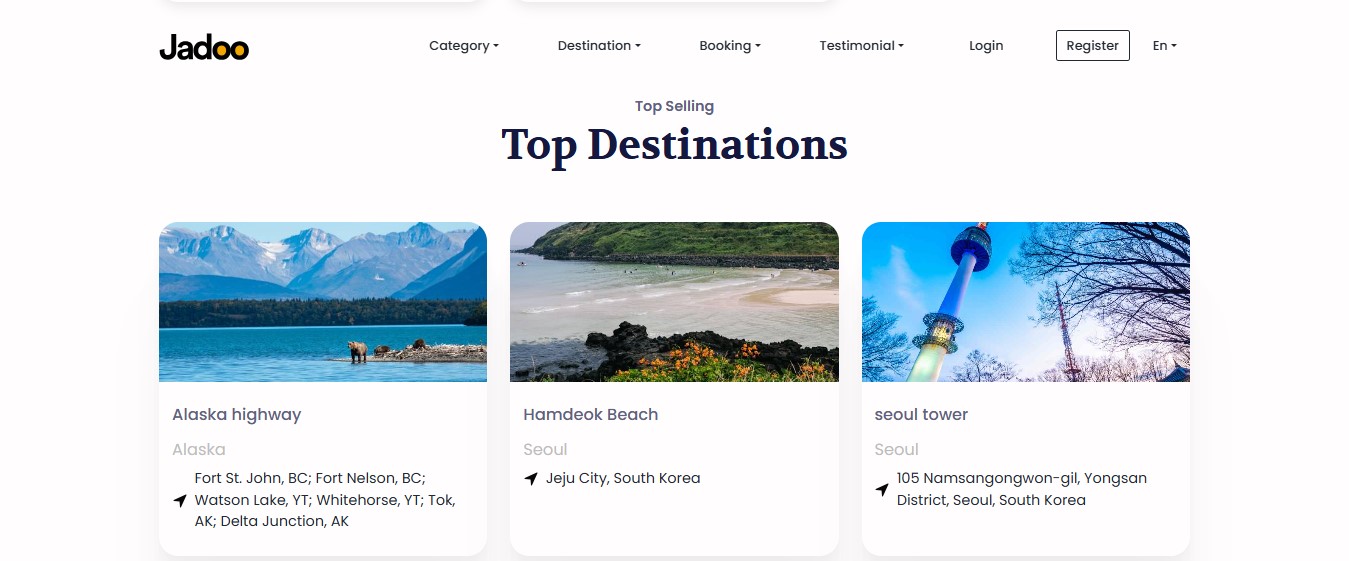 Jadoo
Category
Destination
Booking
Testimonial
Login
Register
En
Top Selling
Top Destinations
Alaska highway
Alaska
Fort St. John, BC; Fort Nelson, BC;
Watson Lake, YT; Whitehorse, YT; Tok,
AK; Delta Junction, AK
Hamdeok Beach
Seoul
Jeju City, South Korea
seoul tower
Seoul
105 Namsangongwon-gil, Yongsan
District, Seoul, South Korea